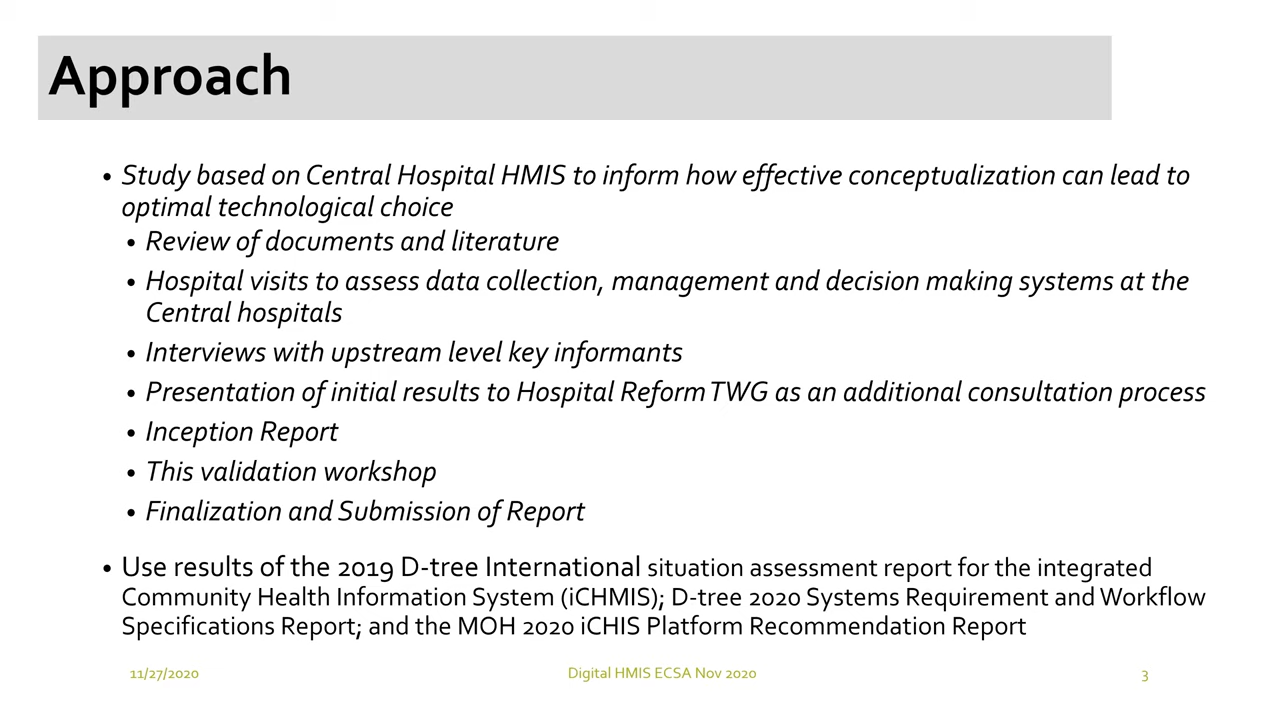 Approach
• Study based on Central Hospital HMIS to inform how effective conceptualization can lead to
optimal technological choice
• Review of documents and literature
• Hospital visits to assess data collection, management and decision making systems at the
Central hospitals
• Interviews with upstream level key informants
• Presentation of initial results to Hospital Reform TWG as an additional consultation process
• Inception Report
• This validation workshop
• Finalization and Submission of Report
• Use results of the 2019 D-tree International situation assessment report for the integrated
Community Health Information System (iCHMIS); D-tree 2020 Systems Requirement and Workflow
Specifications Report; and the MOH 2020 iCHIS Platform Recommendation Report
11/27/2020 Digital HMIS ECSA Nov 2020 3